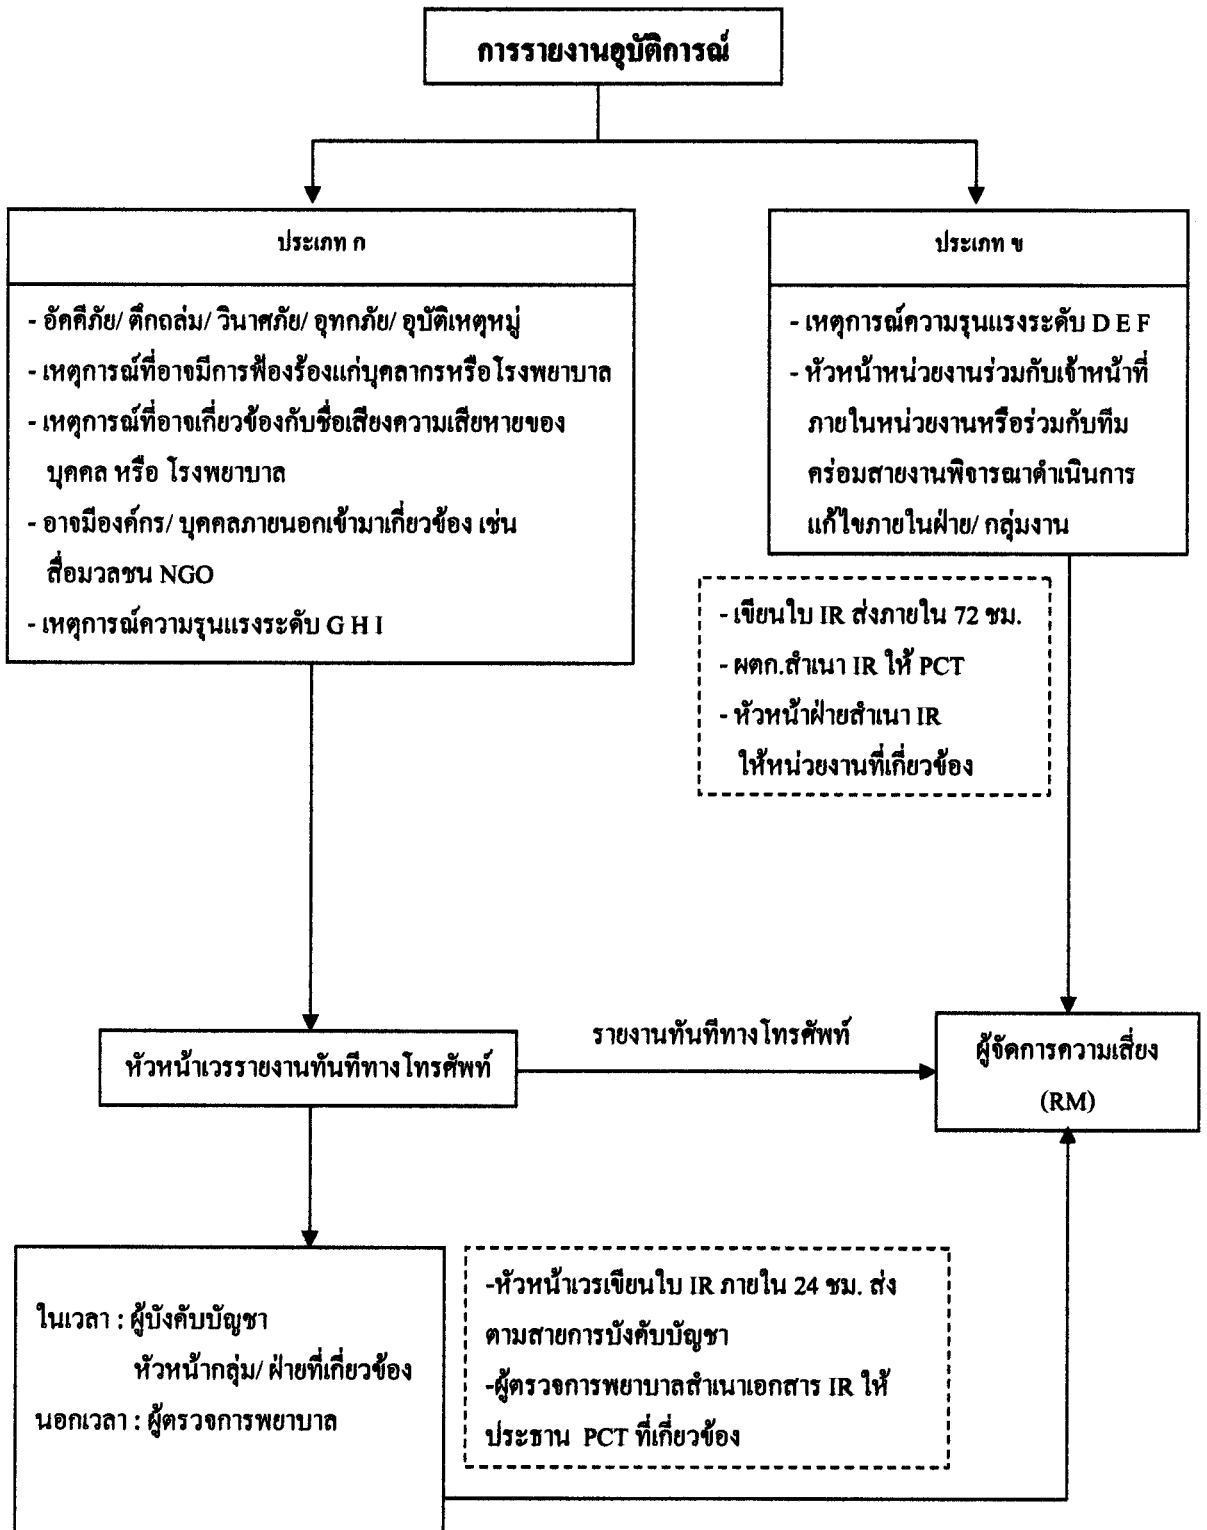 การรายงานอุบัติการณ์
ประเภท ก
- อัคคีภัย/ ตึกถล่ม/ วินาศภัย/ อุทกภัย/ อุบัติเหตุหมู่
- เหตุการณ์ที่อาจมีการฟ้องร้องแก่บุคลากรหรือโรงพยาบาล
- เหตุการณ์ที่อาจเกี่ยวข้องกับชื่อเสียงความเสียหายของ
บุคคล หรือ โรงพยาบาล
- อาจมีองค์กร/ บุคคลภายนอกเข้ามาเกี่ยวข้อง เช่น
สื่อมวลชน NGO
- เหตุการณ์ความรุนแรงระดับ G H I
ประเภท ข
- เหตุการณ์ความรุนแรงระดับ D E F
- หัวหน้าหน่วยงานร่วมกับเจ้าหน้าที่
ภายในหน่วยงานหรือร่วมกับทีม
คร่อมสายงานพิจารณาดำเนินการ
แก้ไขภายในฝ่าย/ กลุ่มงาน
- เขียนใบ IR ส่งภายใน 72 ชม.
- ผตก.สำเนา IR ให้ PCT
- หัวหน้าฝ่ายสำเนา IR
ให้หน่วยงานที่เกี่ยวข้อง
หัวหน้าเวรรายงานทันทีทางโทรศัพท์
รายงานทันทีทางโทรศัพท์
ผู้จัดการความเสี่ยง
(RM)
ในเวลา : ผู้บังคับบัญชา
หัวหน้ากลุ่ม/ ฝ่ายที่เกี่ยวข้อง
นอกเวลา : ผู้ตรวจการพยาบาล
-หัวหน้าเวรเขียนใบ IR ภายใน 24 ชม. ส่ง
ตามสายการบังคับบัญชา
-ผู้ตรวจการพยาบาลสำเนาเอกสาร IR ให้
ประธาน PCT ที่เกี่ยวข้อง